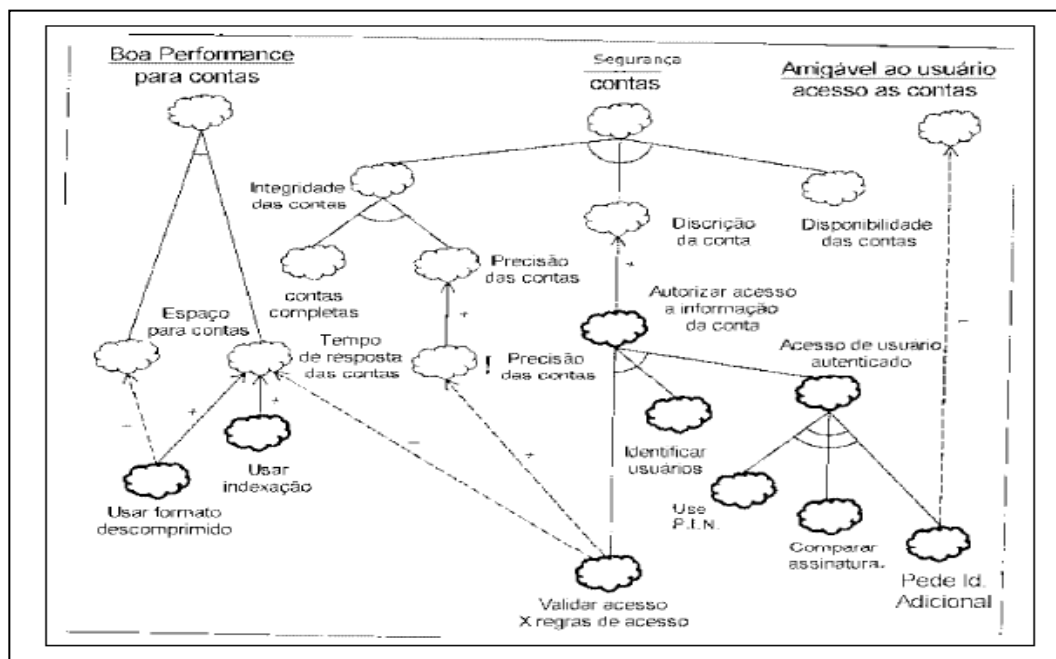 Boa Performance
para contas
Segurança
contas
Amigável ao usuário
acesso as contas
Integridade
das contas
Discrição
da conta
Disponibilidade
das contas
contas
completas
Precisão
das contas
Autorizar acesso
a informação
da conta
Espaço
para contas
Tempo
de resposta
das contas
! Precisão
das contas
Acesso de usuário
autenticado
+
+
-
+
+
-
+
-
Usar
indexação
Identificar
usuários
Usar formato
descomprimido
Use
P.I.N.
Comparar
assinatura.
Pede Id.
Adicional
Validar acesso
X regras de acesso